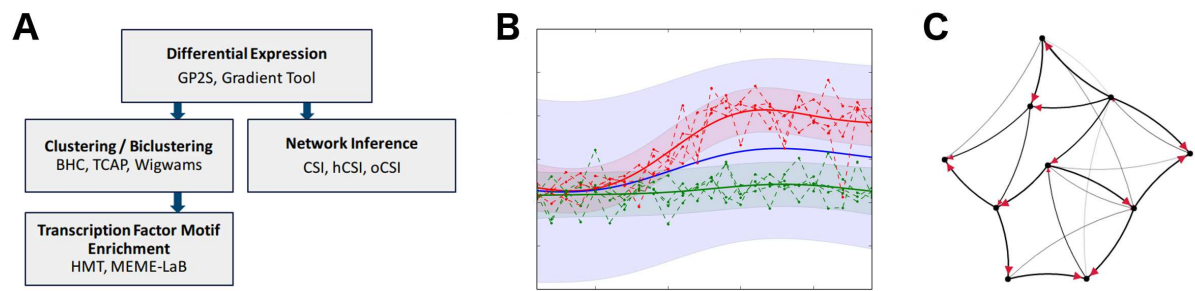 A
Differential Expression
GP2S, Gradient Tool
Clustering / Biclustering
BHC, TCAP, Wigwams
Network Inference
CSI, hCSI, oCSI
Transcription Factor Motif
Enrichment
HMT, MEME-LaB
B
C